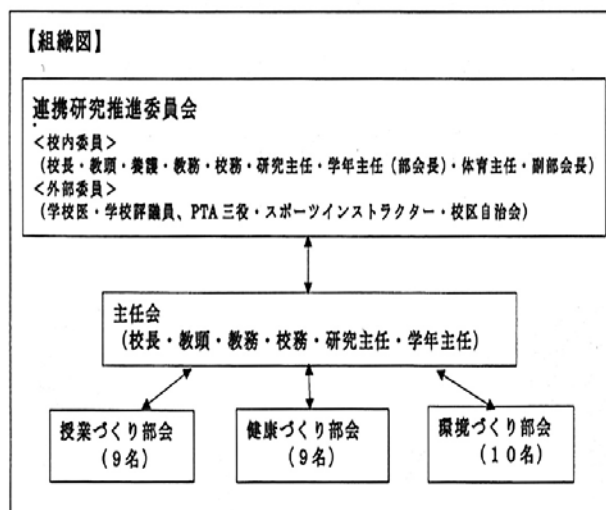 【組織図】
連携研究推進委員会
＜校内委員＞
（校長・教頭・養護・教務・校務・研究主任・学年主任（部会長）・体育主任・副部会長）
＜外部委員＞
（学校医・学校評議員、PTA三役・スポーツインストラクター・校区自治会）
主任会
（校長・教頭・教務・校務・研究主任・学年主任）
授業づくり部会
（９名）
健康づくり部会
（９名）
環境づくり部会
（１０名）